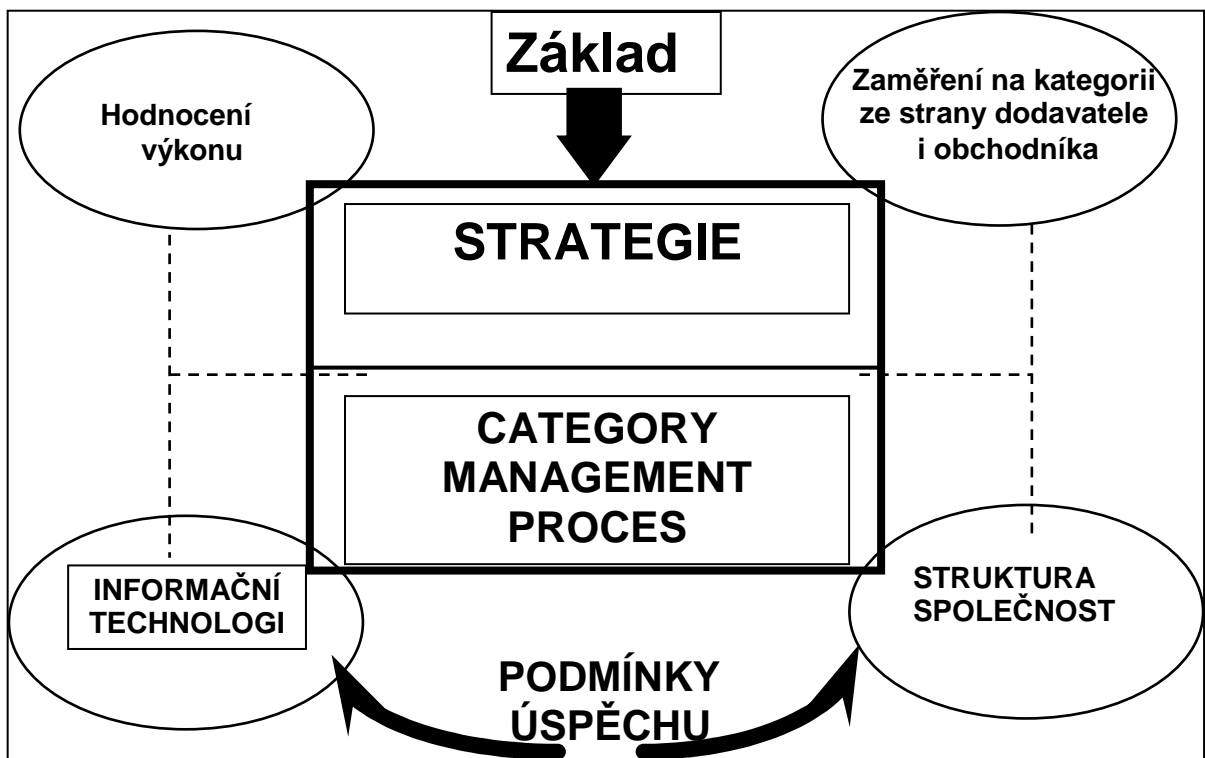 Základ
Hodnocení
výkonu
Zaměření na kategorii
ze strany dodavatele
i obchodníka
STRATEGIE
CATEGORY
MANAGEMENT
PROCES
INFORMAČNÍ
TECHNOLOGI
STRUKTURA
SPOLEČNOST
PODMÍNKY
ÚSPĚCHU